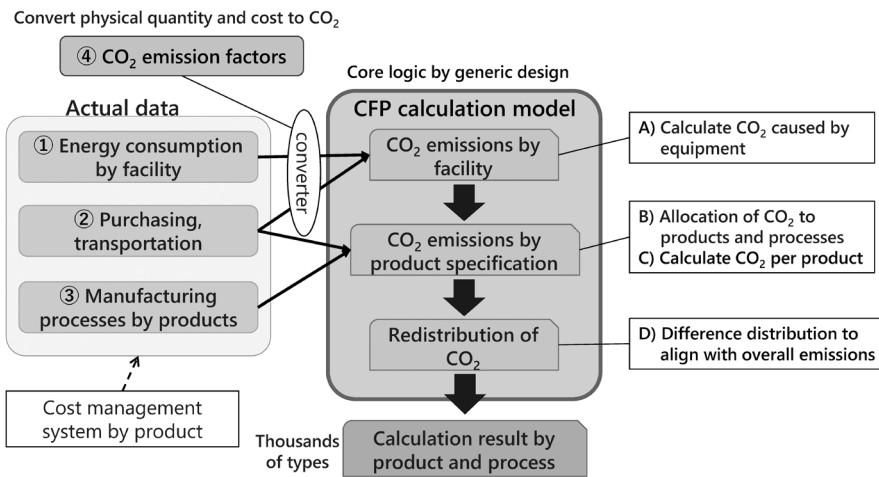 Convert physical quantity and cost to CO₂
④ CO₂ emission factors
Core logic by generic design
Actual data
CFP calculation model
① Energy consumption
by facility
converter
CO₂ emissions by
facility
A) Calculate CO₂ caused by
equipment
② Purchasing,
transportation
CO₂ emissions by
product specification
B) Allocation of CO₂ to
products and processes
C) Calculate CO₂ per product
③ Manufacturing
processes by products
Redistribution of
CO₂
D) Difference distribution to
align with overall emissions
Cost management
system by product
Thousands
of types
Calculation result by
product and process